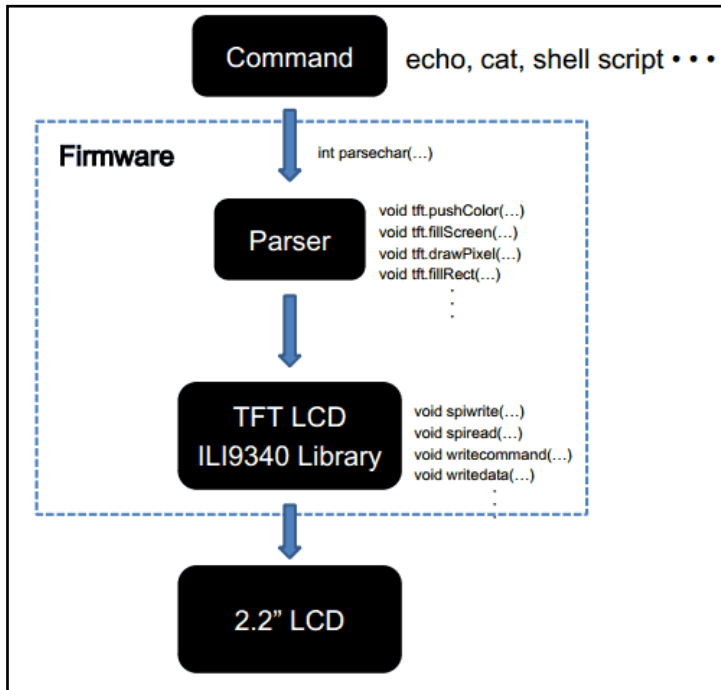 Command
echo, cat, shell script • • •
Firmware
int parsechar(…)
Parser
void tft.pushColor(…)
void tft.fillScreen(…)
void tft.drawPixel(…)
void tft.fillRect(…)
.
.
.
TFT LCD
ILI9340 Library
void spiwrite(…)
void spiread(…)
void writecommand(…)
void writedata(…)
.
.
.
2.2” LCD